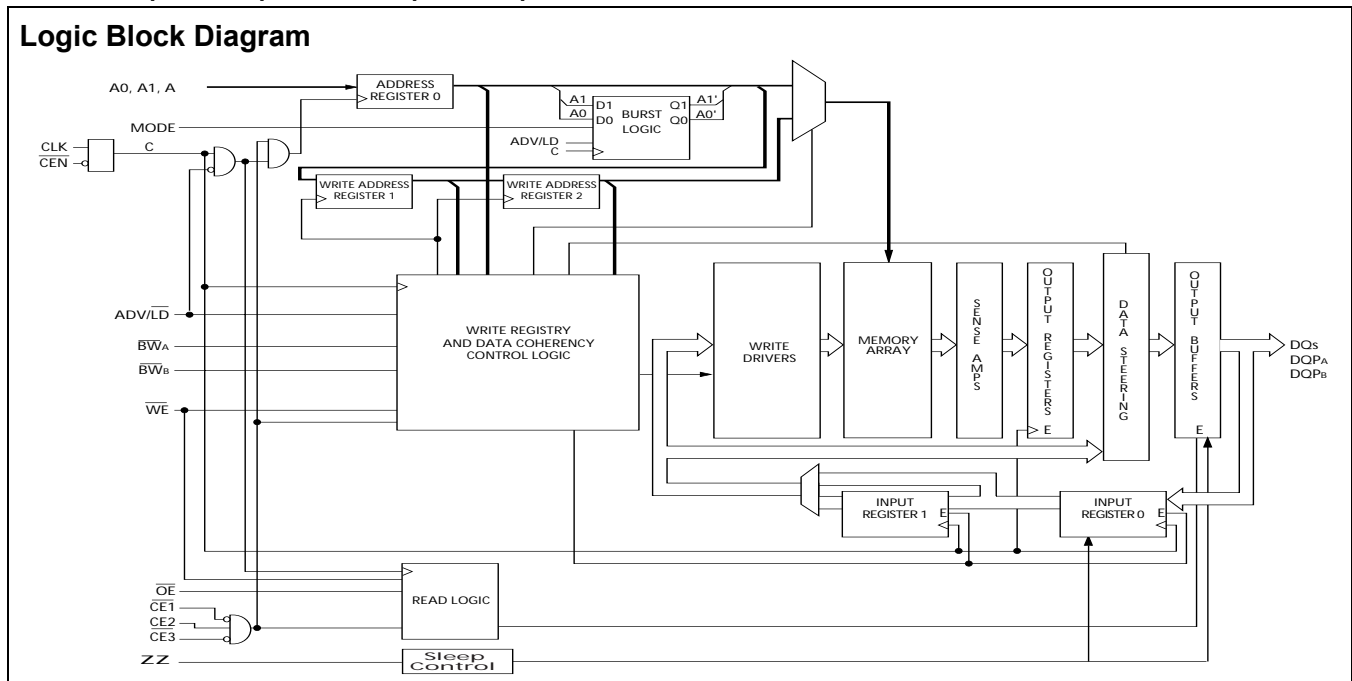 Logic Block Diagram
A0, A1, A
ADDRESS
REGISTER 0
MODE
A1
A0
D1
D0
BURST
LOGIC
Q1
Q0
A1'
A0'
ADV/LD
C
CLK
CEN
C
WRITE ADDRESS
REGISTER 1
WRITE ADDRESS
REGISTER 2
ADV/LD
BWA
BWB
WE
WRITE REGISTRY
AND DATA COHERENCY
CONTROL LOGIC
WRITE
DRIVERS
MEMORY
ARRAY
SENSE AMPS
OUTPUT REGISTERS
E
DATA STEERING
OUTPUT BUFFERS
E
DQs
DQPA
DQPB
INPUT
REGISTER 1
E
INPUT
REGISTER 0
E
OE
CE1
CE2
CE3
READ LOGIC
ZZ
Sleep
Control